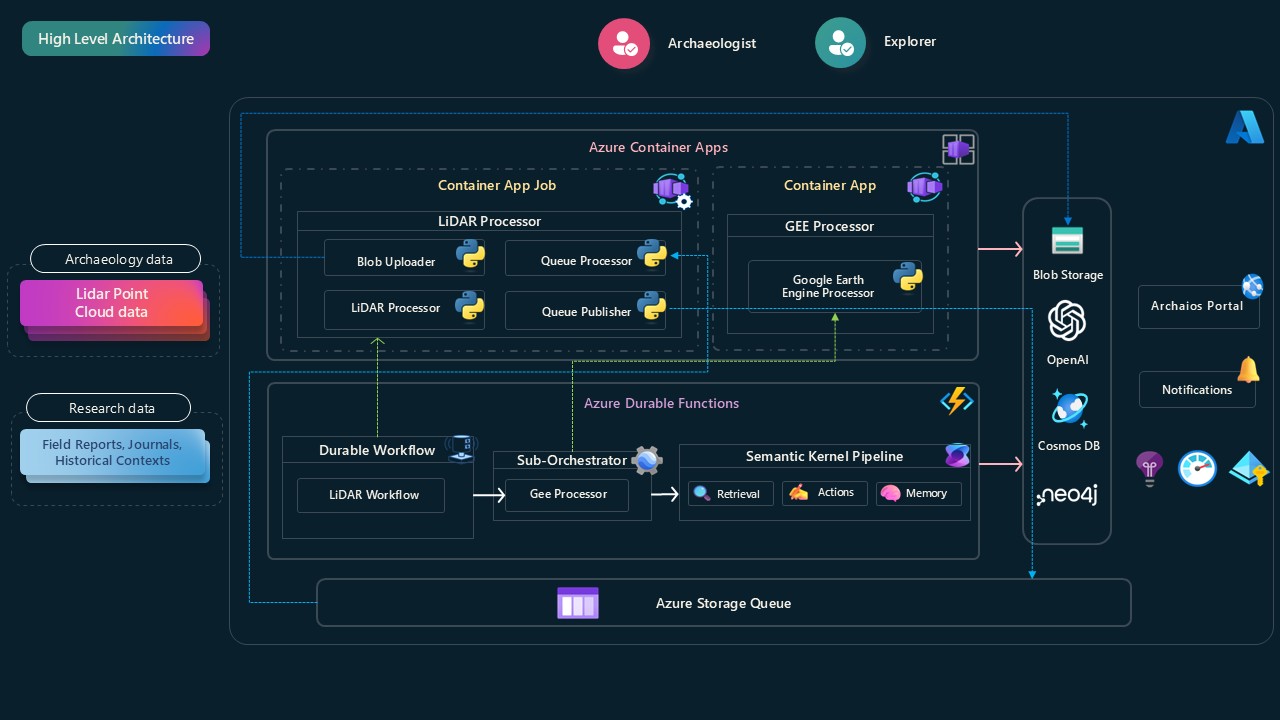 High Level Architecture
Archaeologist
Explorer
Azure Container Apps
Container App Job
Container App
LiDAR Processor
GEE Processor
Blob Uploader
Queue Processor
Google Earth
Engine Processor
LiDAR Processor
Queue Publisher
Archaeology data
Lidar Point
Cloud data
Research data
Field Reports, Journals,
Historical Contexts
Azure Durable Functions
Durable Workflow
LiDAR Workflow
Sub-Orchestrator
Gee Processor
Semantic Kernel Pipeline
Retrieval
Actions
Memory
Blob Storage
OpenAI
Cosmos DB
neo4j
Archaios Portal
Notifications
Azure Storage Queue